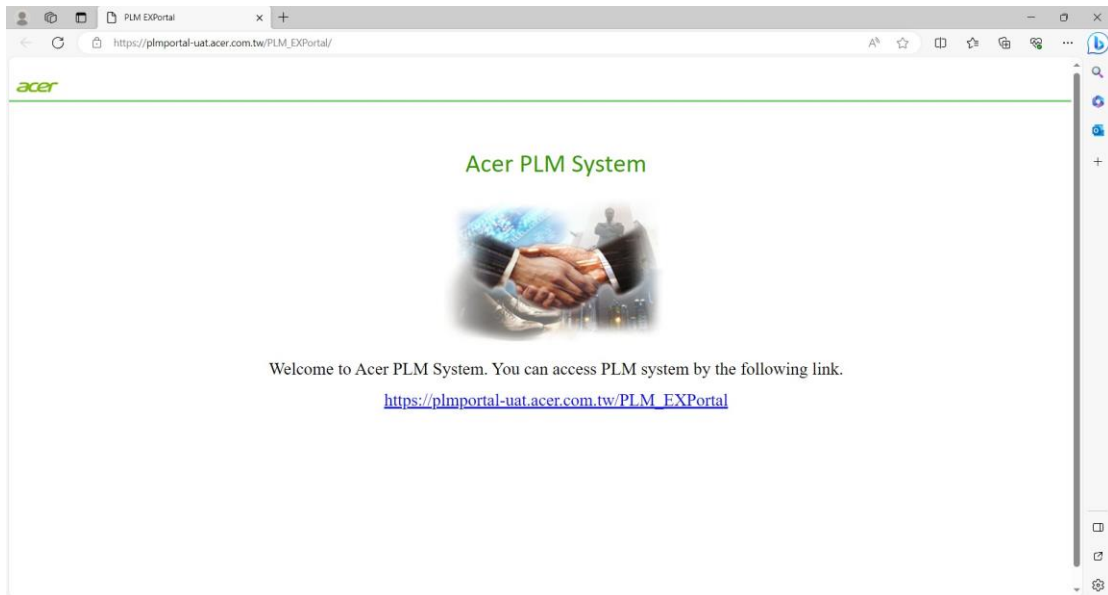 PLM EXPortal
https://plmportal-uat.acer.com.tw/PLM_EXPortal/
acer
Acer PLM System
Welcome to Acer PLM System. You can access PLM system by the following link.
https://plmportal-uat.acer.com.tw/PLM_EXPortal